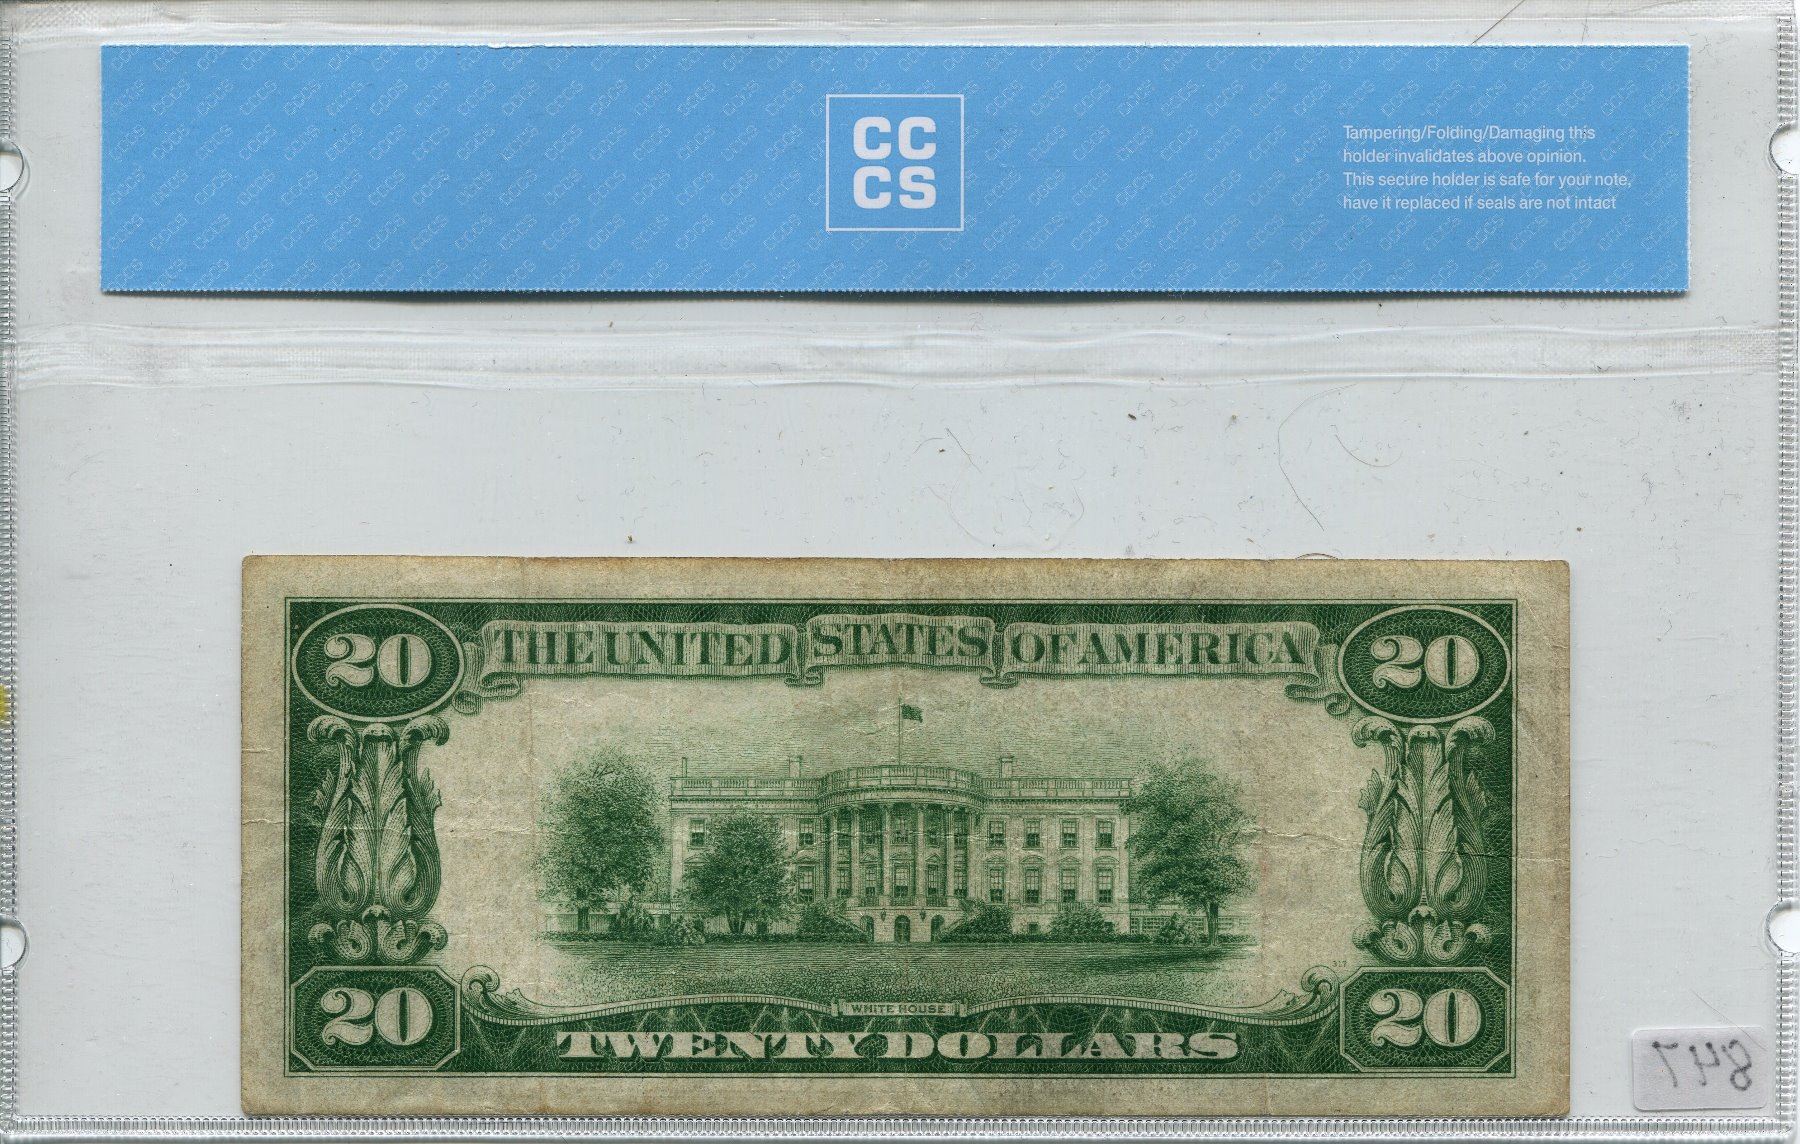 CC
CS
Tampering/Folding/Damaging this
holder invalidates above opinion.
This secure holder is safe for your note,
have it replaced if seals are not intact
20 THE UNITED STATES OF AMERICA 20
317
WHITE HOUSE
20 TWENTY DOLLARS 20
847